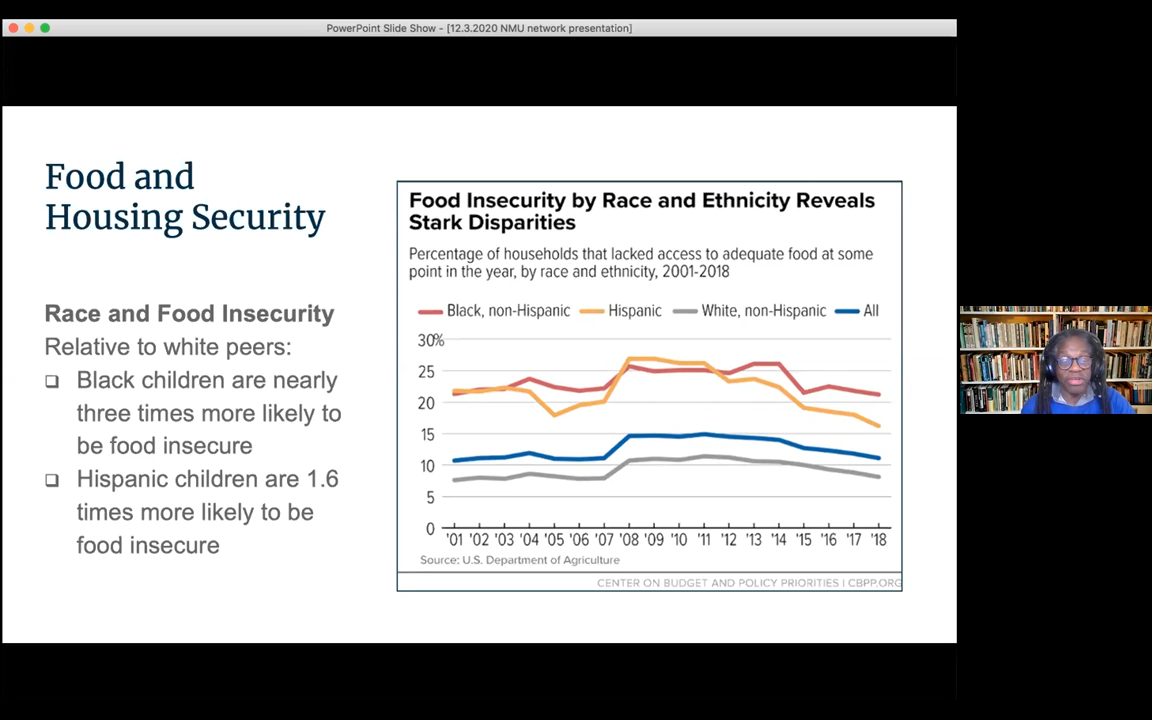 PowerPoint Slide Show - [12.3.2020 NMU network presentation]
Food and
Housing Security
Race and Food Insecurity
Relative to white peers:
Black children are nearly
three times more likely to
be food insecure
Hispanic children are 1.6
times more likely to be
food insecure
Food Insecurity by Race and Ethnicity Reveals
Stark Disparities
Percentage of households that lacked access to adequate food at some
point in the year, by race and ethnicity, 2001-2018
Black, non-Hispanic Hispanic White, non-Hispanic All
30%
25
20
15
10
5
0
'01 '02 '03 '04 '05 '06 '07 '08 '09 '10 '11 '12 '13 '14 '15 '16 '17 '18
Source: U.S. Department of Agriculture
CENTER ON BUDGET AND POLICY PRIORITIES | CBPP.ORG